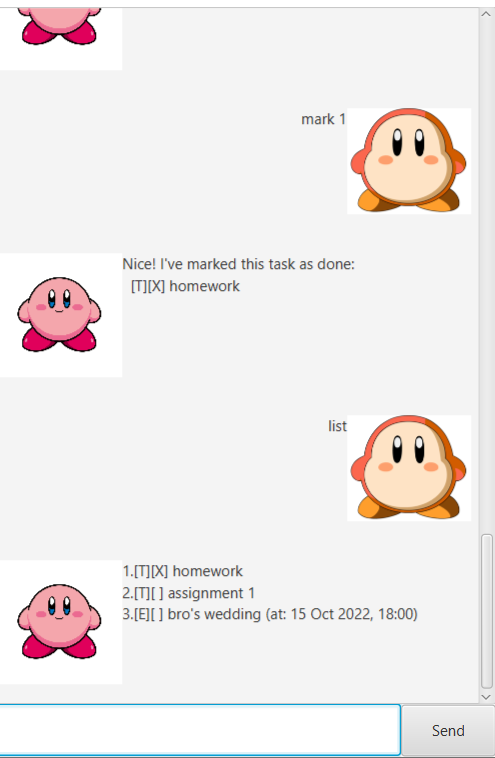 mark 1
Nice! I've marked this task as done:
[T][X] homework
list
1.[T][X] homework
2.[T][ ] assignment 1
3.[E][ ] bro's wedding (at: 15 Oct 2022, 18:00)
Send